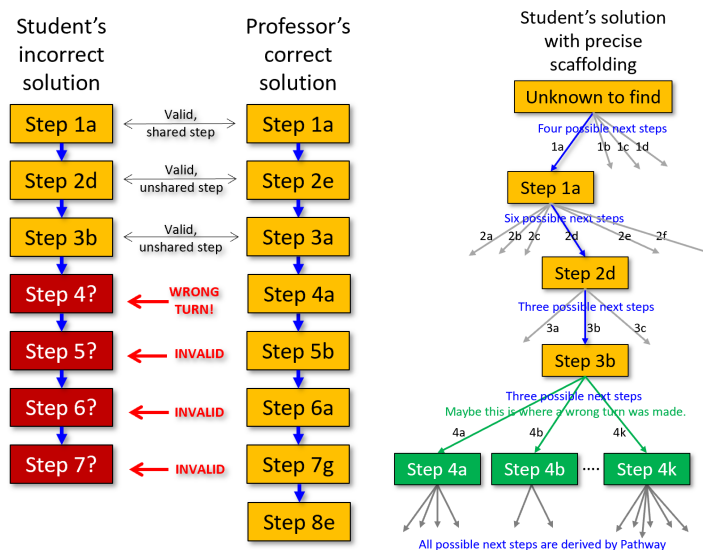 Student's
incorrect
solution
Professor's
correct
solution
Step 1a
Valid,
shared step
Step 1a
Step 2d
Valid,
unshared step
Step 2e
Step 3b
Valid,
unshared step
Step 3a
Step 4?
WRONG
TURN!
Step 4a
Step 5?
INVALID
Step 5b
Step 6?
INVALID
Step 6a
Step 7?
INVALID
Step 7g
Step 8e
Student's solution
with precise
scaffolding
Unknown to find
Four possible next steps
1a 1b 1c 1d
Step 1a
Six possible next steps
2a 2b 2c 2d 2e 2f
Step 2d
Three possible next steps
3a 3b 3c
Step 3b
Three possible next steps
Maybe this is where a wrong turn was made.
4a 4b 4k
Step 4a Step 4b .... Step 4k
All possible next steps are derived by Pathway